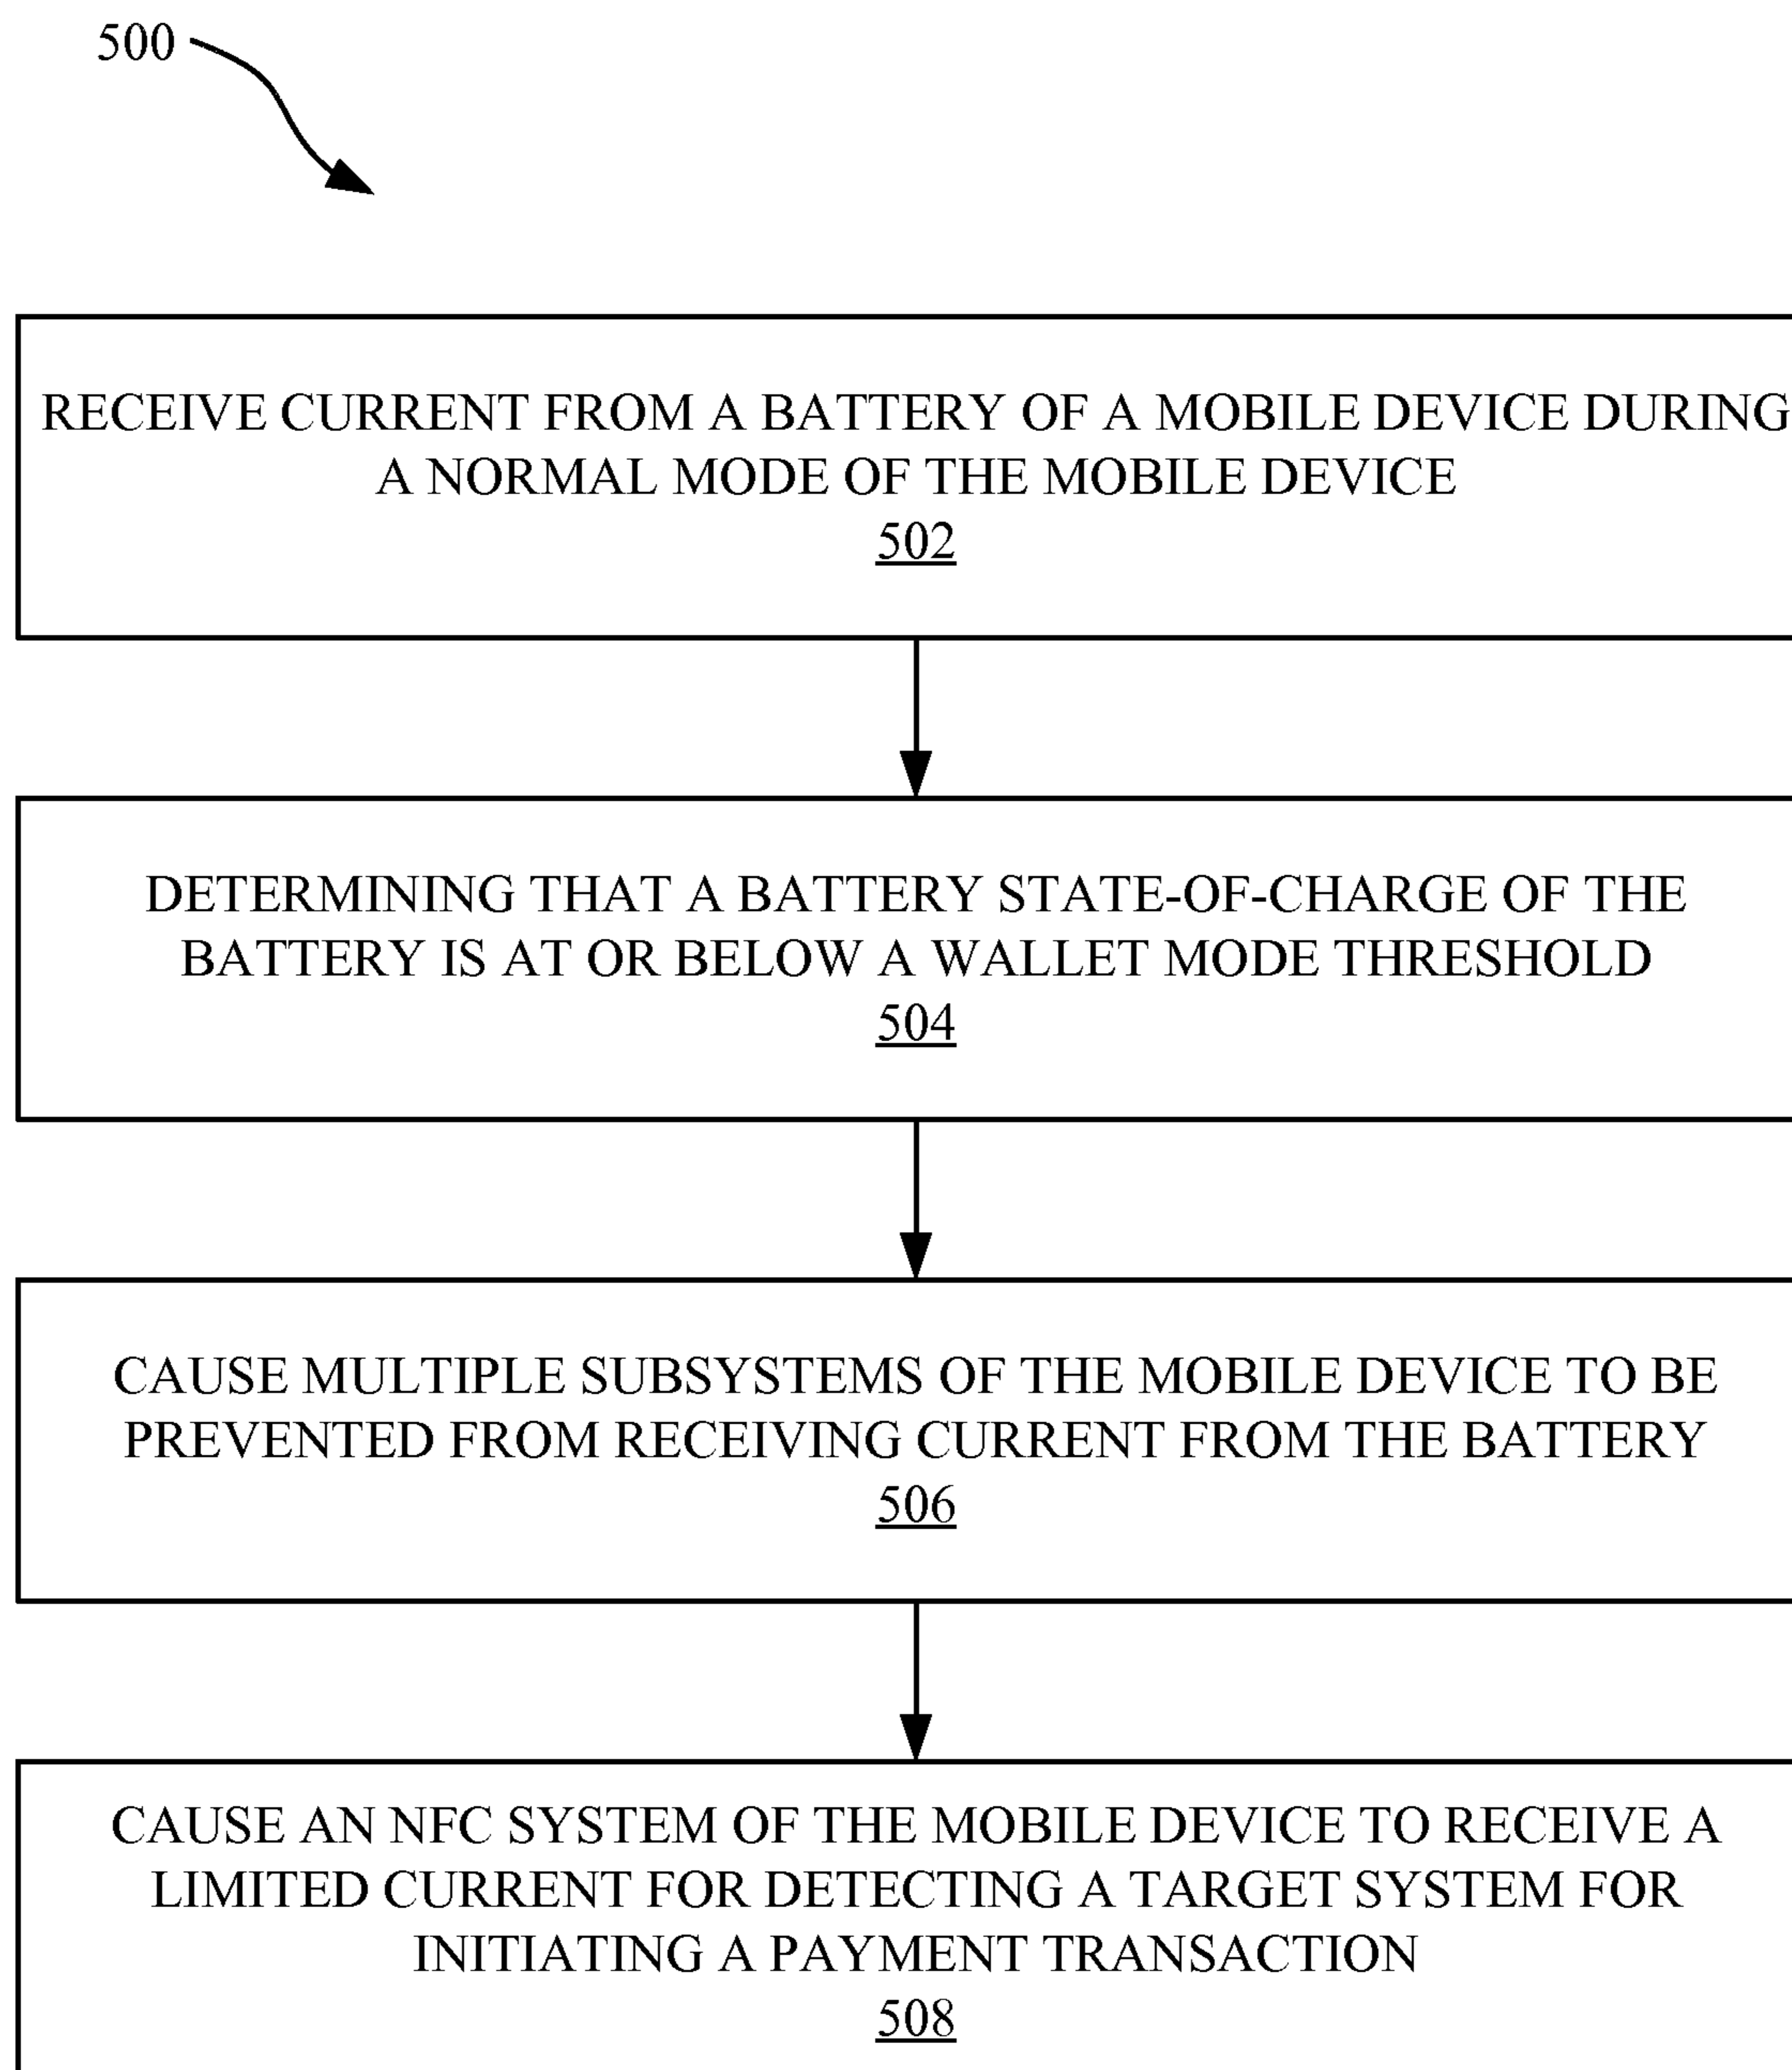 500
RECEIVE CURRENT FROM A BATTERY OF A MOBILE DEVICE DURING
A NORMAL MODE OF THE MOBILE DEVICE
502
DETERMINING THAT A BATTERY STATE-OF-CHARGE OF THE
BATTERY IS AT OR BELOW A WALLET MODE THRESHOLD
504
CAUSE MULTIPLE SUBSYSTEMS OF THE MOBILE DEVICE TO BE
PREVENTED FROM RECEIVING CURRENT FROM THE BATTERY
506
CAUSE AN NFC SYSTEM OF THE MOBILE DEVICE TO RECEIVE A
LIMITED CURRENT FOR DETECTING A TARGET SYSTEM FOR
INITIATING A PAYMENT TRANSACTION
508